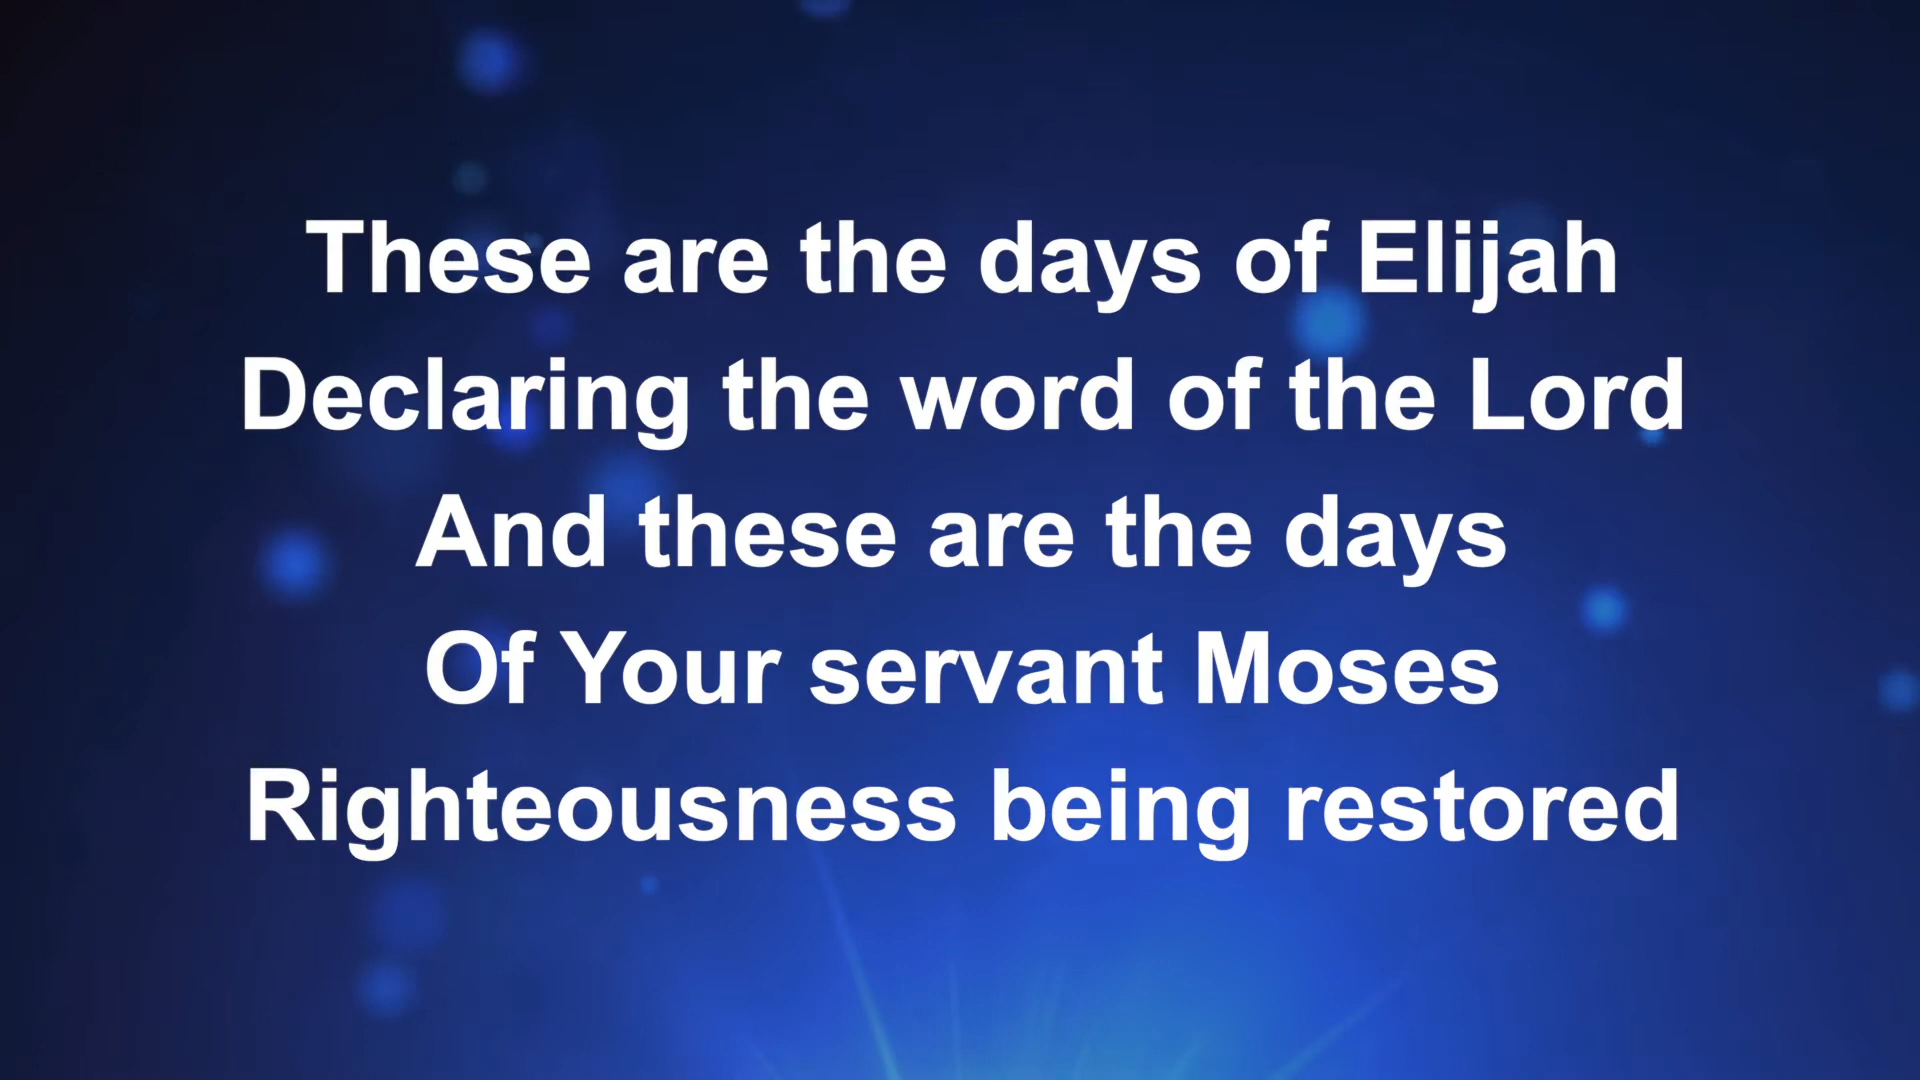 These are the days of Elijah
Declaring the word of the Lord
And these are the days
Of Your servant Moses
Righteousness being restored